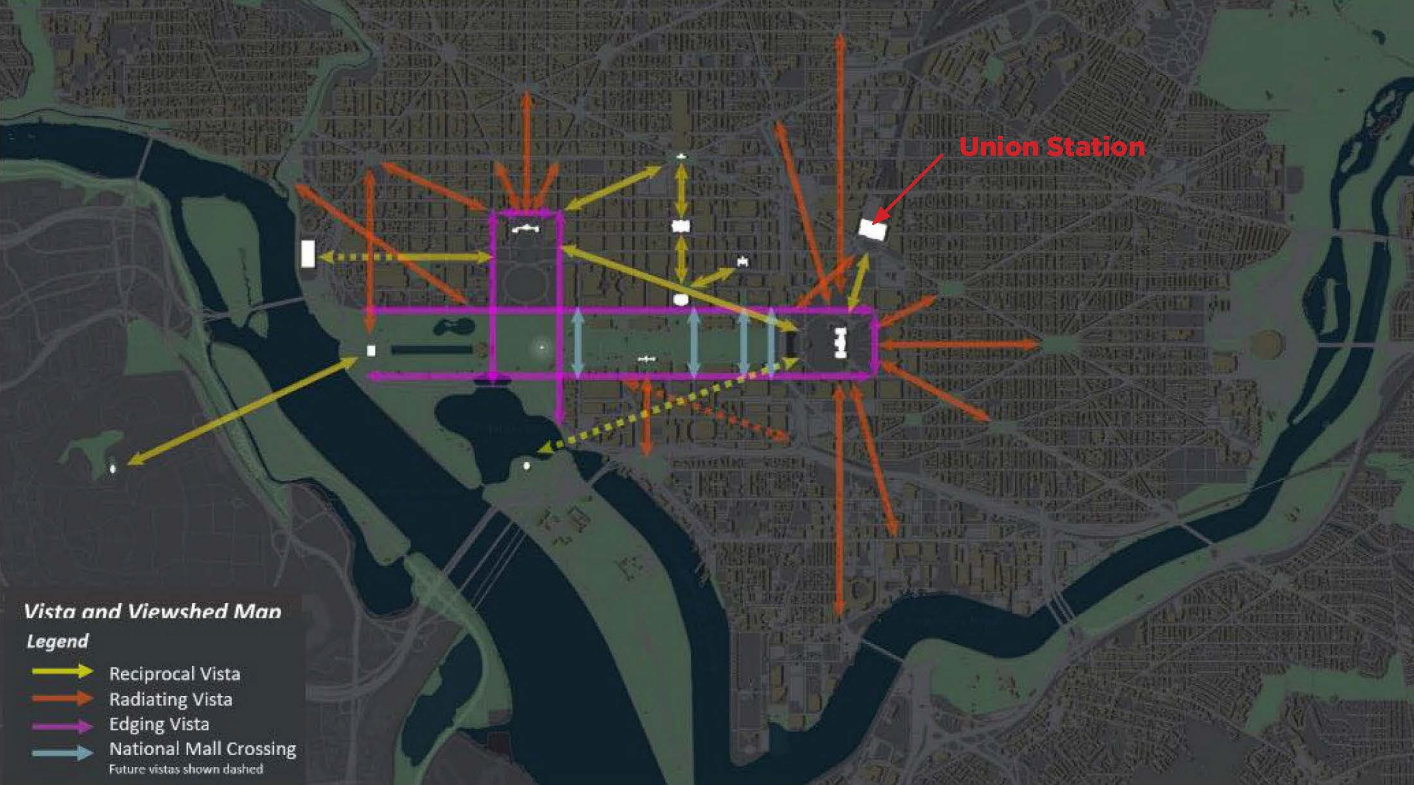 Union Station
Vista and Viewshed Map
Legend
Reciprocal Vista
Radiating Vista
Edging Vista
National Mall Crossing
Future vistas shown dashed